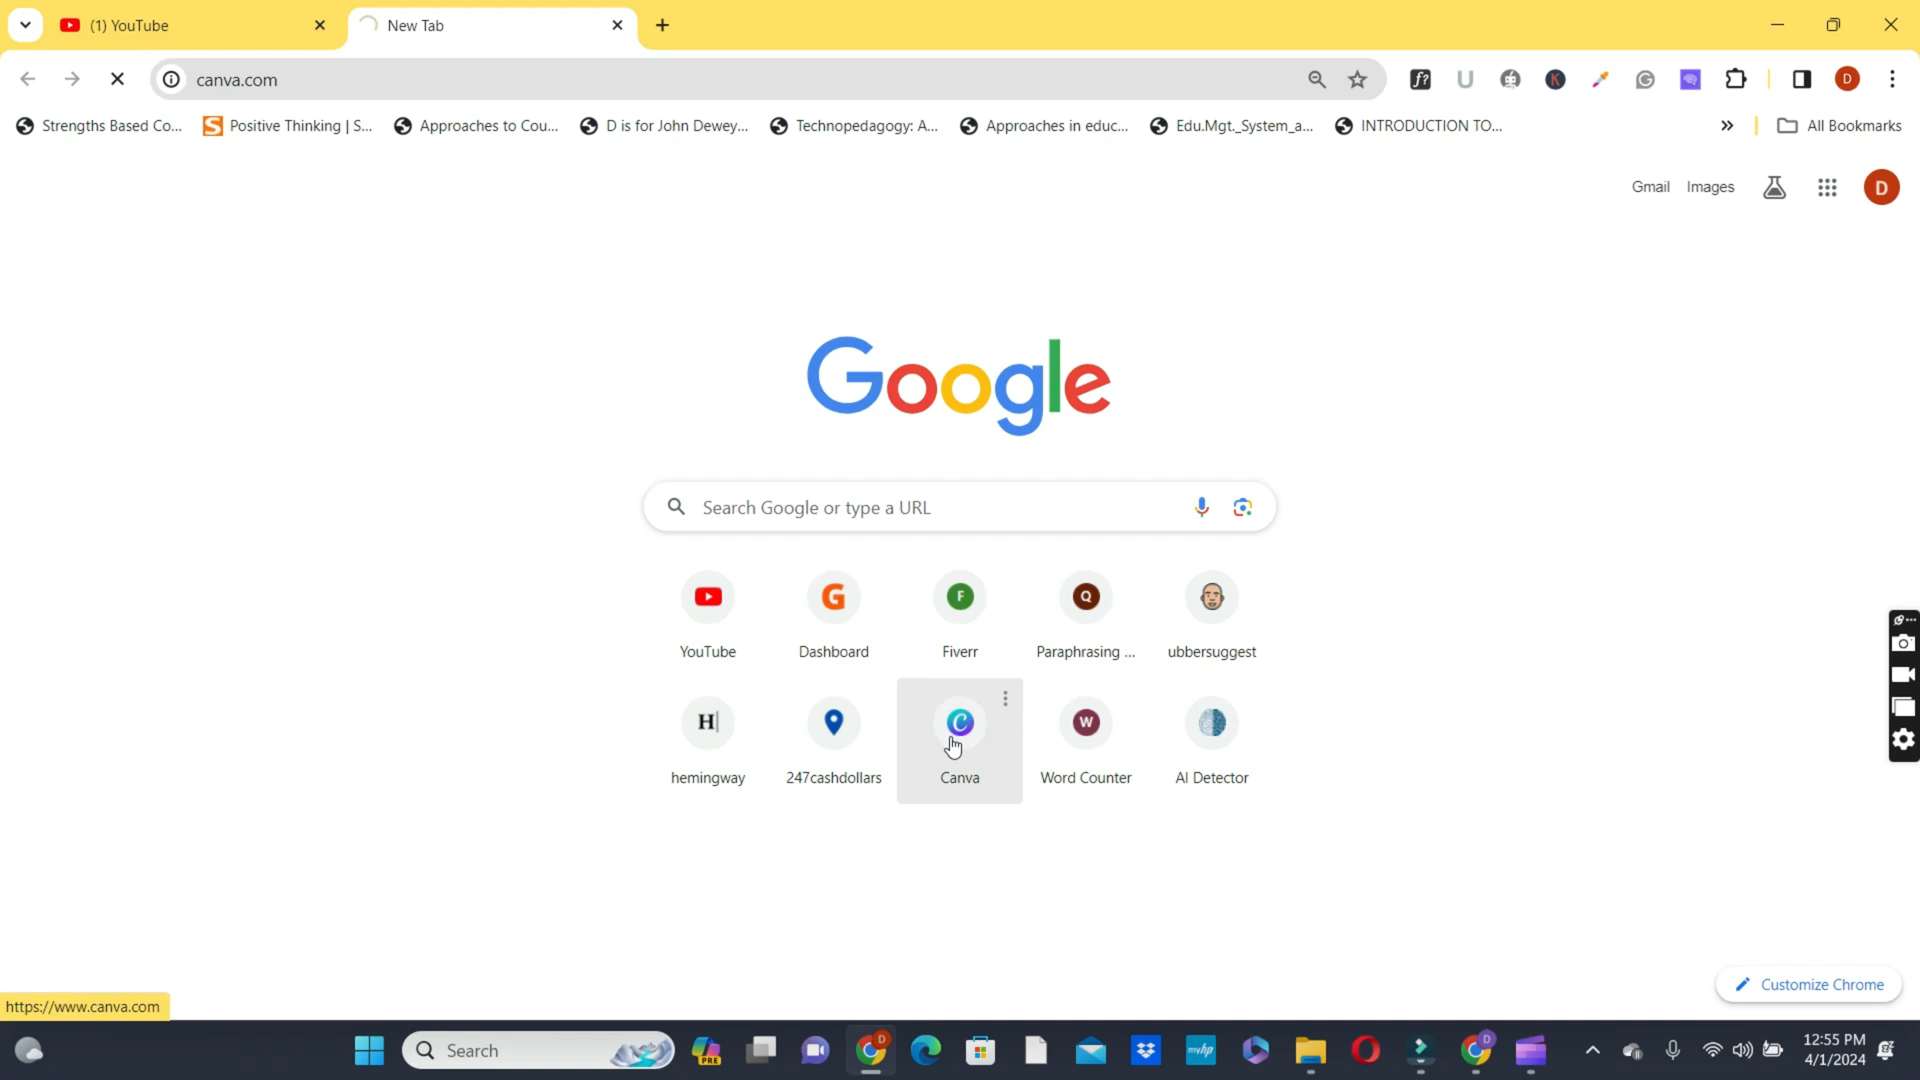 (1) YouTube
New Tab
canva.com
Strengths Based Co...
Positive Thinking | S...
Approaches to Cou...
D is for John Dewey...
Technopedagogy: A...
Approaches in educ...
Edu.Mgt._System_a...
INTRODUCTION TO...
All Bookmarks
Gmail
Images
D
Google
Search Google or type a URL
YouTube
Dashboard
Fiverr
Paraphrasing ...
ubbersuggest
hemingway
247cashdollars
Canva
Word Counter
AI Detector
Customize Chrome
https://www.canva.com
Search
PRE
myhp
12:55 PM
4/1/2024